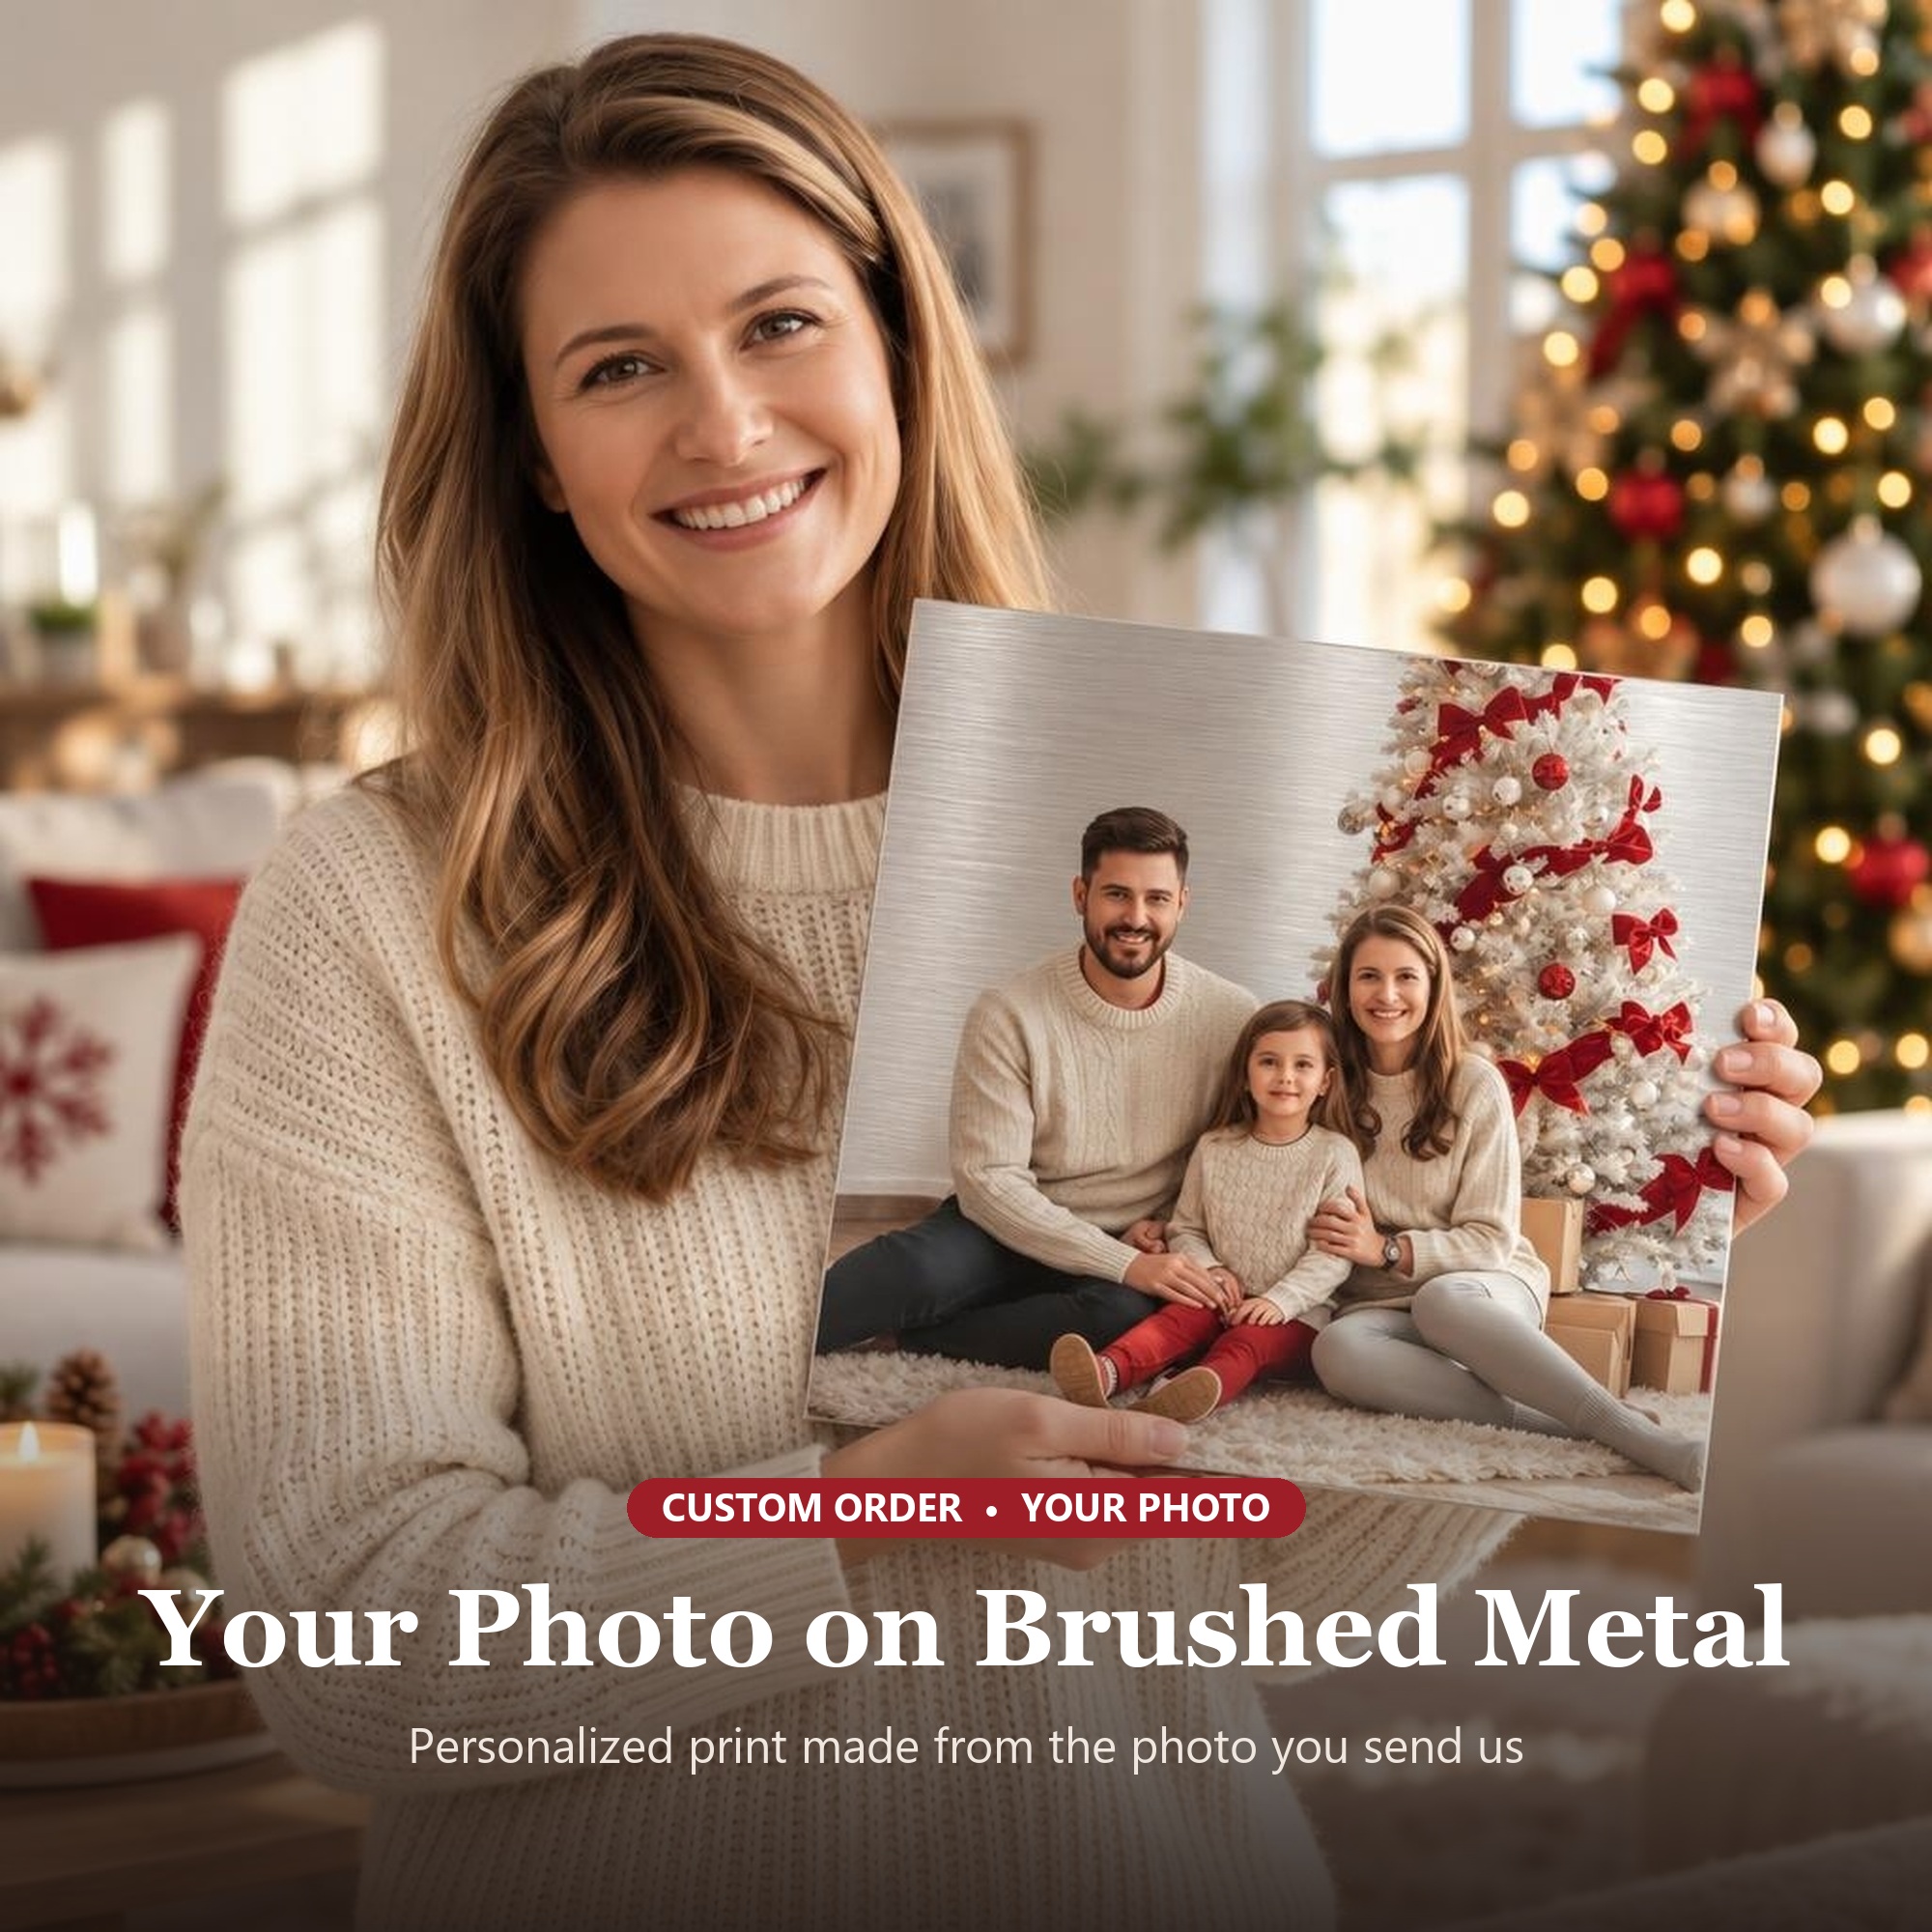 CUSTOM ORDER • YOUR PHOTO
Your Photo on Brushed Metal
Personalized print made from the photo you send us